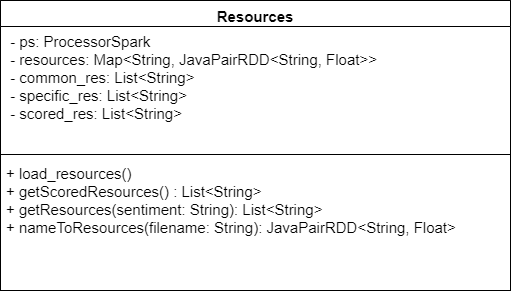 Resources
- ps: ProcessorSpark
- resources: Map<String, JavaPairRDD<String, Float>>
- common_res: List<String>
- specific_res: List<String>
- scored_res: List<String>
+ load_resources()
+ getScoredResources() : List<String>
+ getResources(sentiment: String): List<String>
+ nameToResources(filename: String): JavaPairRDD<String, Float>